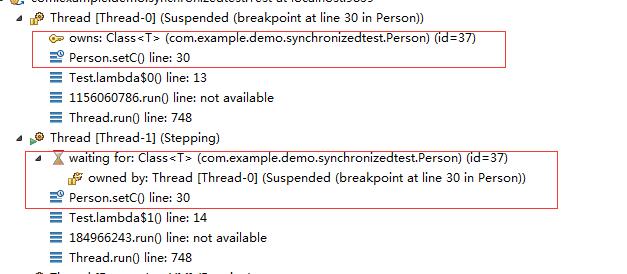 Thread [Thread-0] (Suspended (breakpoint at line 30 in Person))
owns: Class<T> (com.example.demo.synchronizedtest.Person) (id=37)
Person.setC() line: 30
Test.lambda$0() line: 13
1156060786.run() line: not available
Thread.run() line: 748
Thread [Thread-1] (Stepping)
waiting for: Class<T> (com.example.demo.synchronizedtest.Person) (id=37)
owned by: Thread [Thread-0] (Suspended (breakpoint at line 30 in Person))
Person.setC() line: 30
Test.lambda$1() line: 14
184966243.run() line: not available
Thread.run() line: 748